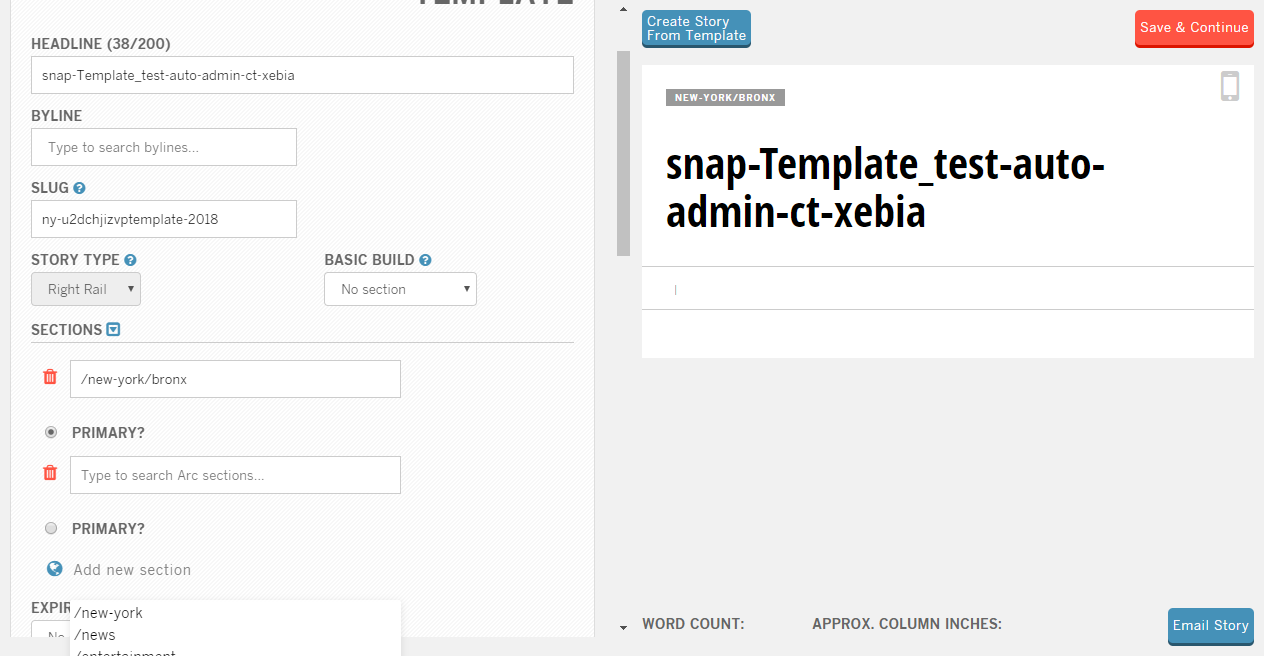 TEMPLATE
HEADLINE (38/200)
snap-Template_test-auto-admin-ct-xebia
BYLINE
Type to search bylines...
SLUG
ny-u2dchjizvptemplate-2018
STORY TYPE
BASIC BUILD
Right Rail
No section
SECTIONS
/new-york/bronx
PRIMARY?
Type to search Arc sections...
PRIMARY?
Add new section
EXPIR
No
/new-york
/news
/entertainment
Create Story
From Template
Save & Continue
NEW-YORK/BRONX
snap-Template_test-auto-
admin-ct-xebia
WORD COUNT:
APPROX. COLUMN INCHES:
Email Story